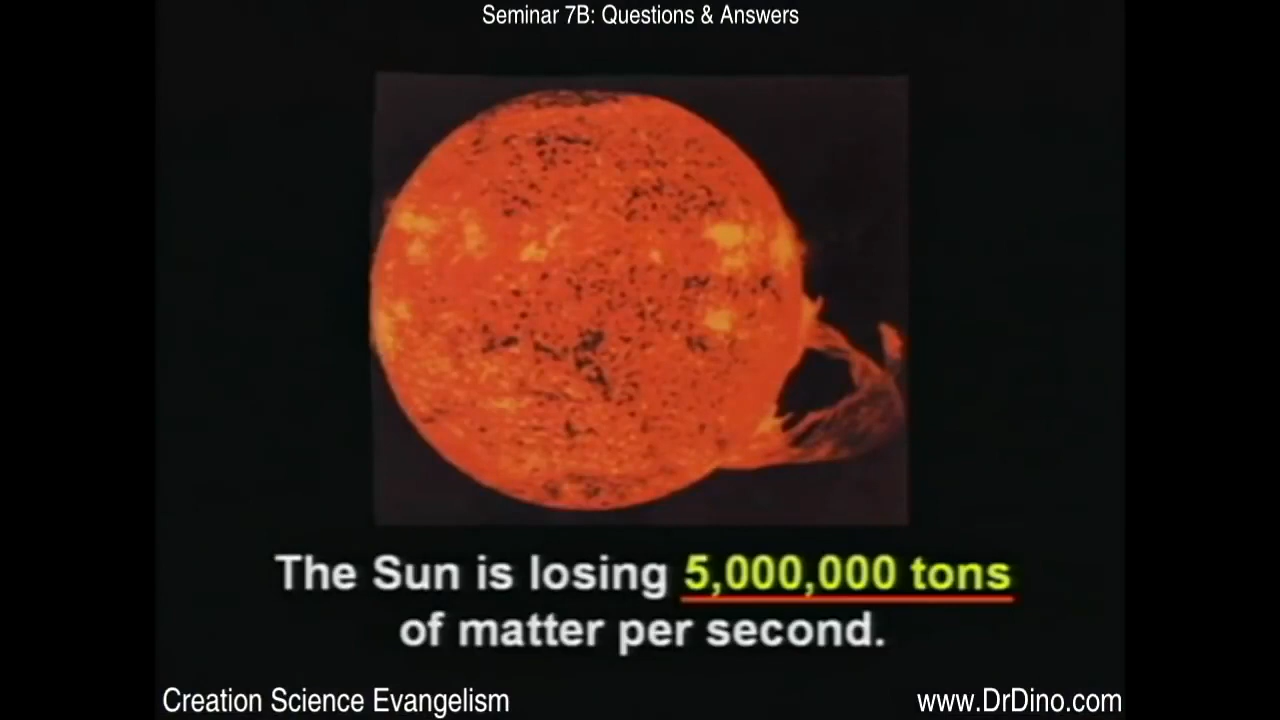 Seminar 7B: Questions & Answers
The Sun is losing 5,000,000 tons
of matter per second.
Creation Science Evangelism
www.DrDino.com